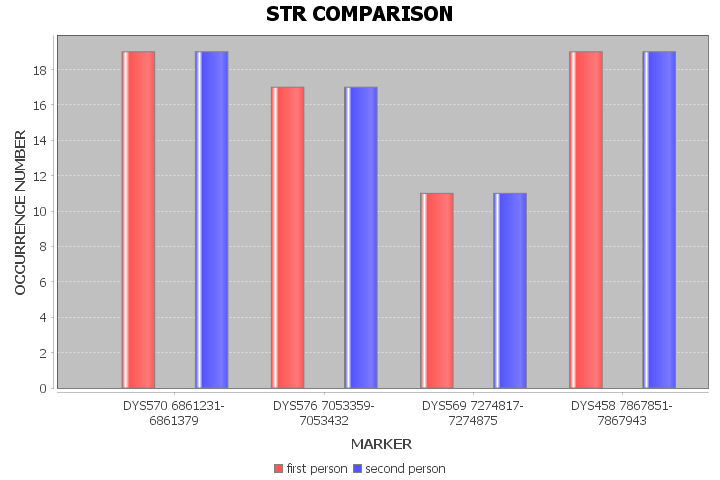 STR COMPARISON
OCCURRENCE NUMBER
18
16
14
12
10
8
6
4
2
0
DYS570 6861231-
6861379
DYS576 7053359-
7053432
DYS569 7274817-
7274875
DYS458 7867851-
7867943
MARKER
first person second person